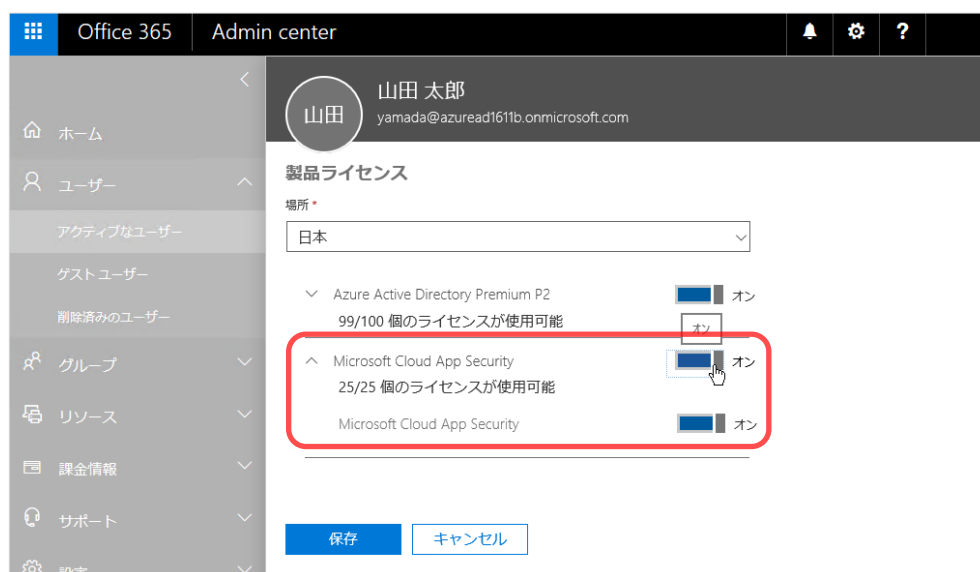 Office 365
Admin center
?
山田
山田 太郎
yamada@azuread1611b.onmicrosoft.com
ホーム
ユーザー
アクティブなユーザー
ゲスト ユーザー
削除済みのユーザー
グループ
リソース
課金情報
サポート
設定
製品ライセンス
場所 *
日本
Azure Active Directory Premium P2
オン
99/100 個のライセンスが使用可能
オン
Microsoft Cloud App Security
オン
25/25 個のライセンスが使用可能
Microsoft Cloud App Security
オン
保存
キャンセル